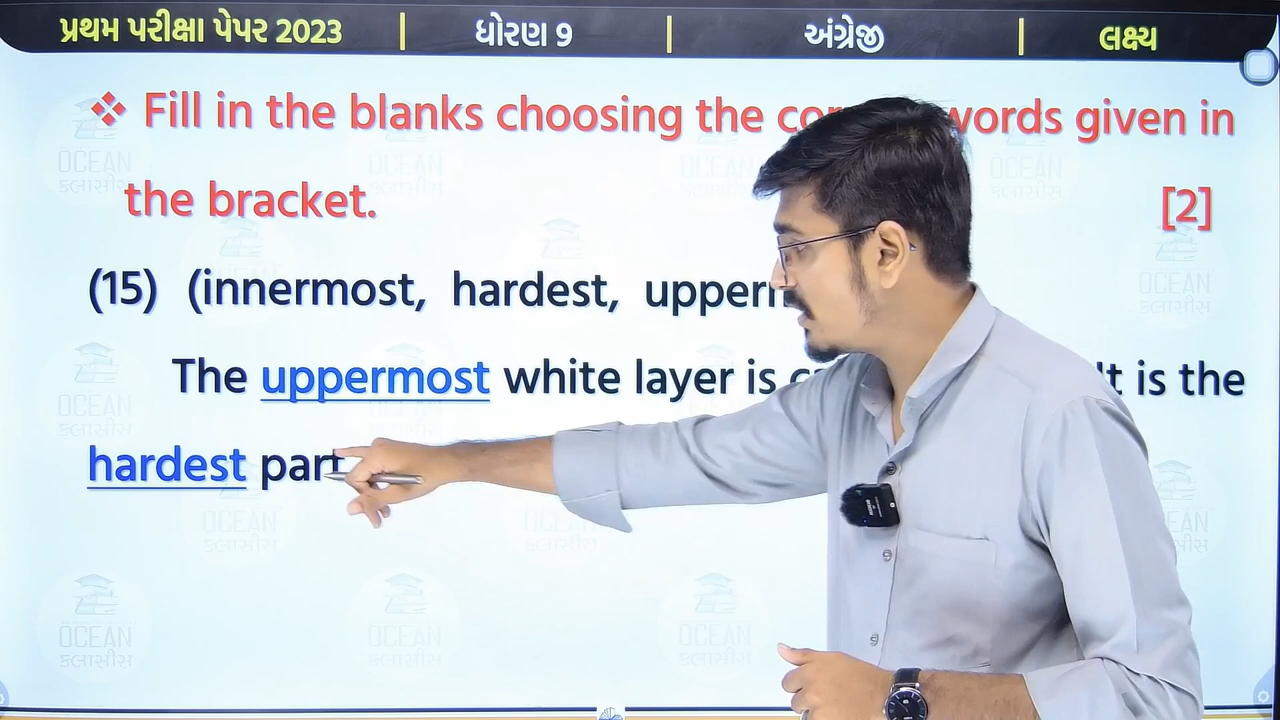 પ્રથમ પરીક્ષા પેપર 2023 | ધોરણ 9 | અંગ્રેજી | લક્ષ્ય
❖ Fill in the blanks choosing the words given in
the bracket. [2]
(15) (innermost, hardest,
The uppermost white layer is It is the
hardest part
OCEAN
ક્લાસીસ